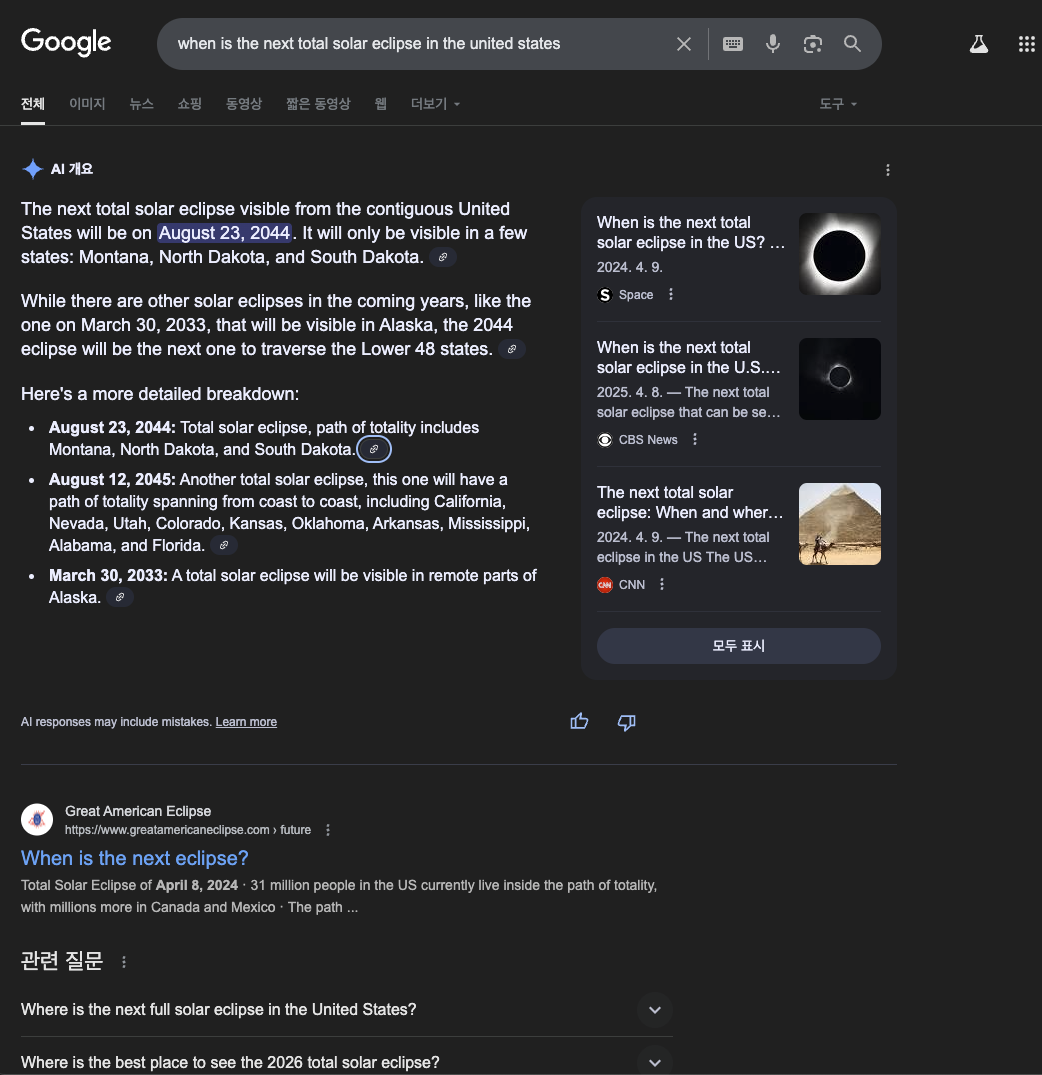 Google
when is the next total solar eclipse in the united states
전체 이미지 뉴스 쇼핑 동영상 짧은 동영상 웹 더보기 도구
AI 개요
The next total solar eclipse visible from the contiguous United
States will be on August 23, 2044. It will only be visible in a few
states: Montana, North Dakota, and South Dakota.
While there are other solar eclipses in the coming years, like the
one on March 30, 2033, that will be visible in Alaska, the 2044
eclipse will be the next one to traverse the Lower 48 states.
Here's a more detailed breakdown:
• August 23, 2044: Total solar eclipse, path of totality includes
Montana, North Dakota, and South Dakota.
• August 12, 2045: Another total solar eclipse, this one will have a
path of totality spanning from coast to coast, including California,
Nevada, Utah, Colorado, Kansas, Oklahoma, Arkansas, Mississippi,
Alabama, and Florida.
• March 30, 2033: A total solar eclipse will be visible in remote parts of
Alaska.
When is the next total
solar eclipse in the US? ...
2024. 4. 9.
S Space
When is the next total
solar eclipse in the U.S....
2025. 4. 8. — The next total
solar eclipse that can be se...
CBS News
The next total solar
eclipse: When and wher...
2024. 4. 9. — The next total
eclipse in the US The US...
CNN CNN
모두 표시
AI responses may include mistakes. Learn more
Great American Eclipse
https://www.greatamericaneclipse.com › future
When is the next eclipse?
Total Solar Eclipse of April 8, 2024 · 31 million people in the US currently live inside the path of totality,
with millions more in Canada and Mexico · The path ...
관련 질문
Where is the next full solar eclipse in the United States?
Where is the best place to see the 2026 total solar eclipse?